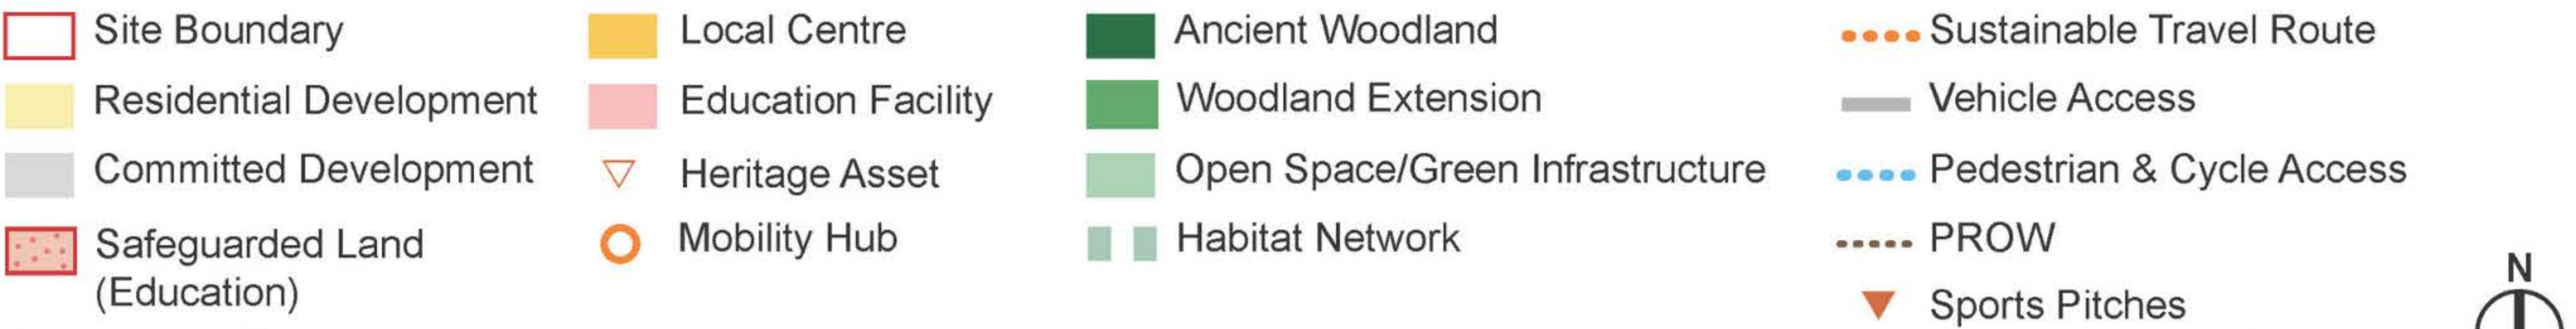 Site Boundary
Residential Development
Committed Development
Safeguarded Land
(Education)
Local Centre
Education Facility
Heritage Asset
Mobility Hub
Ancient Woodland
Woodland Extension
Open Space/Green Infrastructure
Habitat Network
Sustainable Travel Route
Vehicle Access
Pedestrian & Cycle Access
PROW
Sports Pitches
N